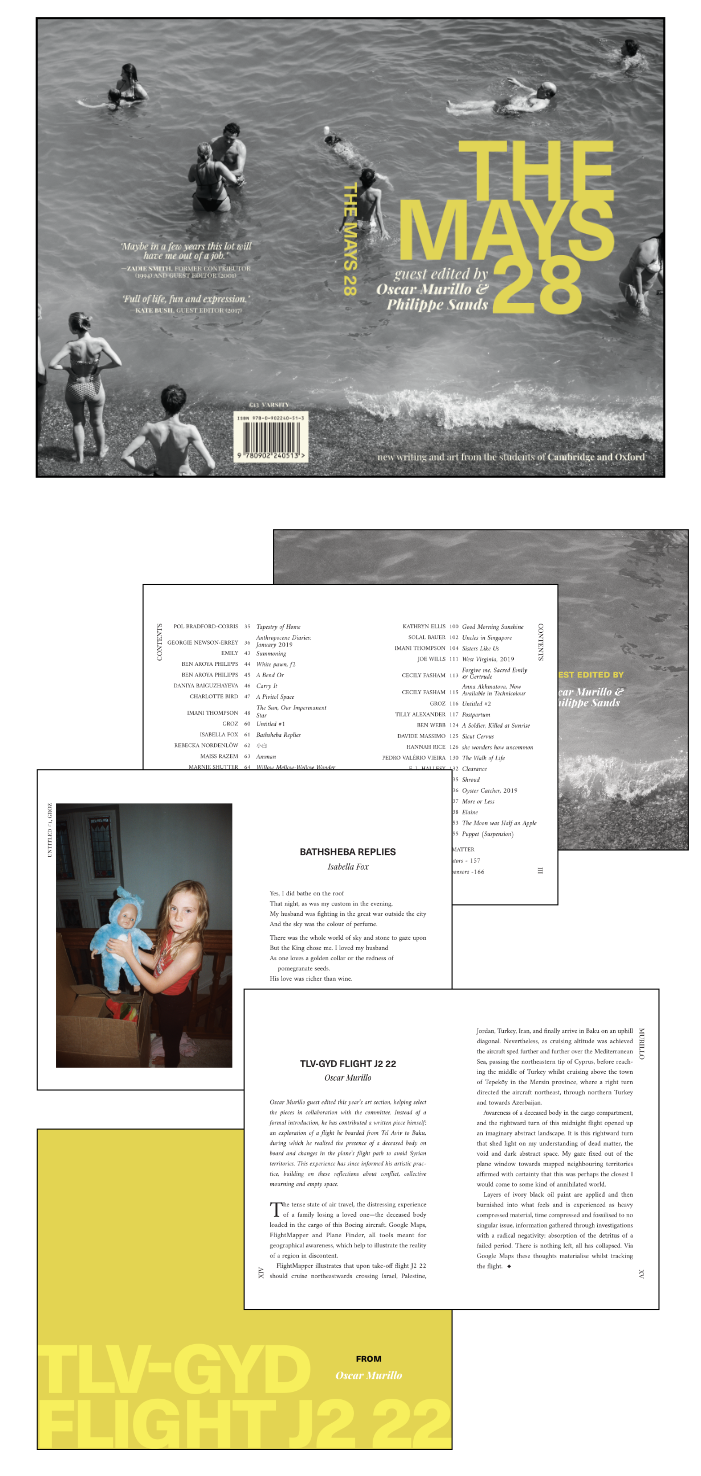 THE
MAYS
28
guest edited by
Oscar Murillo &
Philippe Sands
THE MAYS 28
'Maybe in a few years this lot will
have me out of a job.'
– ZADIE SMITH, FORMER CONTRIBUTOR
AND GUEST EDITOR (2001)
'Full of life, fun and expression.'
– KATE BUSH, GUEST EDITOR (2017)
VARSITY
ISBN 978-0-902240-51-3
9 780902 240513 >
new writing and art from the students of Cambridge and Oxford
EST EDITED BY
car Murillo &
hilippe Sands
CONTENTS
POL BRADFORD-CORRIS 35 Tapestry of Home
GEORGIE NEWSON-ERREY 36 Anthropocene Diaries:
January 2019
EMILY 43 Summoning
BEN AROYA PHILIPPS 44 White pawn, f2
BEN AROYA PHILIPPS 45 A Bend Or
DANIYA BAIGUZHAYEVA 46 Carry It
CHARLOTTE BIRD 47 A Pivotal Space
IMANI THOMPSON 48 The Son, Our Impermanent
Star
GROZ 60 Untitled #1
ISABELLA FOX 61 Bathsheba Replies
REBECKA NORDENLÖW 62
MAISS RAZEM 63
MARNIE SHUTTER 64 Willow Mellow-Wallow Wonder
KATHRYN ELLIS 100 Good Morning Sunshine
SOLAL BAUER 102 Uncles in Singapore
IMANI THOMPSON 104 Sisters Like Us
JOE WILLS 111 West Virginia, 2019
CECILY FASHAM 113 Forgive me, Sacred Emily
or Gertrude
CECILY FASHAM 115 Anna Akhmatova, Now
Available in Technicolour
GROZ 116 Untitled #2
TILLY ALEXANDER 117 Postpartum
BEN WEBB 124 A Soldier, Killed at Sunrise
DAVIDE MASSIMO 125 Sicut Cervus
HANNAH RICE 126 she wonders how uncommon
PEDRO VALÉRIO VIEIRA 130 The Walk of Life
132 Clearance
35 Shroud
36 Oyster Catcher, 2019
37 More or Less
38 Elaine
53 The Moon was Half an Apple
55 Puppet (Suspension)
MATTER
tors - 157
onsors -166
CONTENTS
III
UNTITLED #1, GROZ
BATHSHEBA REPLIES
Isabella Fox
Yes, I did bathe on the roof
That night, as was my custom in the evening,
My husband was fighting in the great war outside the city
And the sky was the colour of perfume.
There was the whole world of sky and stone to gaze upon
But the King chose me. I loved my husband
As one loves a golden collar or the redness of
pomegranate seeds.
His love was richer than wine.
TLV-GYD FLIGHT J2 22
Oscar Murillo
Oscar Murillo guest edited this year's art section, helping select
the pieces in collaboration with the committee. Instead of a
formal introduction, he has contributed a written piece himself:
an exploration of a flight he boarded from Tel Aviv to Baku,
during which he realised the presence of a deceased body on
board and changes in the plane's flight path to avoid Syrian
territories. This experience has since informed his artistic prac-
tice, building on these reflections about conflict, collective
mourning and empty space.
The tense state of air travel, the distressing experience
of a family losing a loved one—the deceased body
loaded in the cargo of this Boeing aircraft. Google Maps,
FlightMapper and Plane Finder, all tools meant for
geographical awareness, which help to illustrate the reality
of a region in discontent.
FlightMapper illustrates that upon take-off flight J2 22
should cruise northeastwards crossing Israel, Palestine,
XIV
Jordan, Turkey, Iran, and finally arrive in Baku on an uphill
diagonal. Nevertheless, as cruising altitude was achieved
the aircraft sped further and further over the Mediterranean
Sea, passing the northeastern tip of Cyprus, before reach-
ing the middle of Turkey whilst cruising above the town
of Tepeköy in the Mersin province, where a right turn
directed the aircraft northeast, through northern Turkey
and towards Azerbaijan.
Awareness of a deceased body in the cargo compartment,
and the rightward turn of this midnight flight opened up
an imaginary abstract landscape. It is this rightward turn
that shed light on my understanding of dead matter, the
void and dark abstract space. My gaze fixed out of the
plane window towards mapped neighbouring territories
affirmed with certainty that this was perhaps the closest I
would come to some kind of annihilated world.
Layers of ivory black oil paint are applied and then
burnished into what feels and is experienced as heavy
compressed material, time compressed and fossilised to no
singular issue, information gathered through investigations
with a radical negativity: absorption of the detritus of a
failed period. There is nothing left, all has collapsed. Via
Google Maps these thoughts materialise whilst tracking
the flight. ◆
MURILLO
XV
TLV-GYD
FLIGHT J2 22
FROM
Oscar Murillo